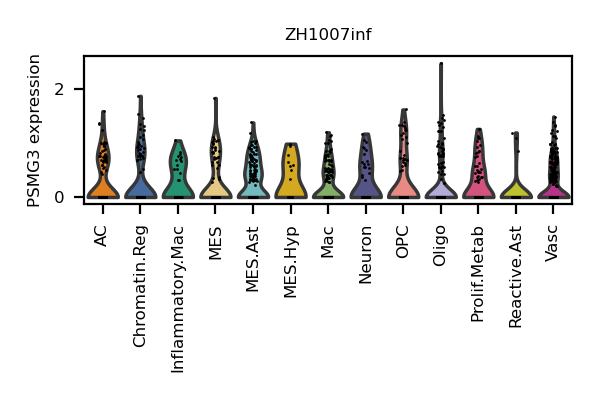 ZH1007inf
PSMG3 expression
2
0
AC
Chromatin.Reg
Inflammatory.Mac
MES
MES.Ast
MES.Hyp
Mac
Neuron
OPC
Oligo
Prolif.Metab
Reactive.Ast
Vasc